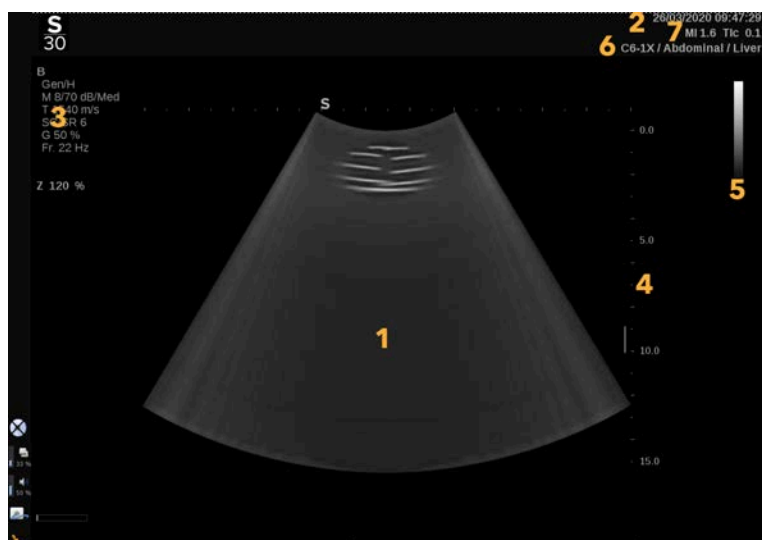 S
30
2 26/03/2020 09:47:29
7 MI 1.6 TIc 0.1
6 C6-1X / Abdominal / Liver
B
Gen/H
M 8/70 dB/Med
3
G 50 %
Fr. 22 Hz
Z 120 %
S
0.0
5.0
10.0
15.0
5
4
1
33 %
50 %